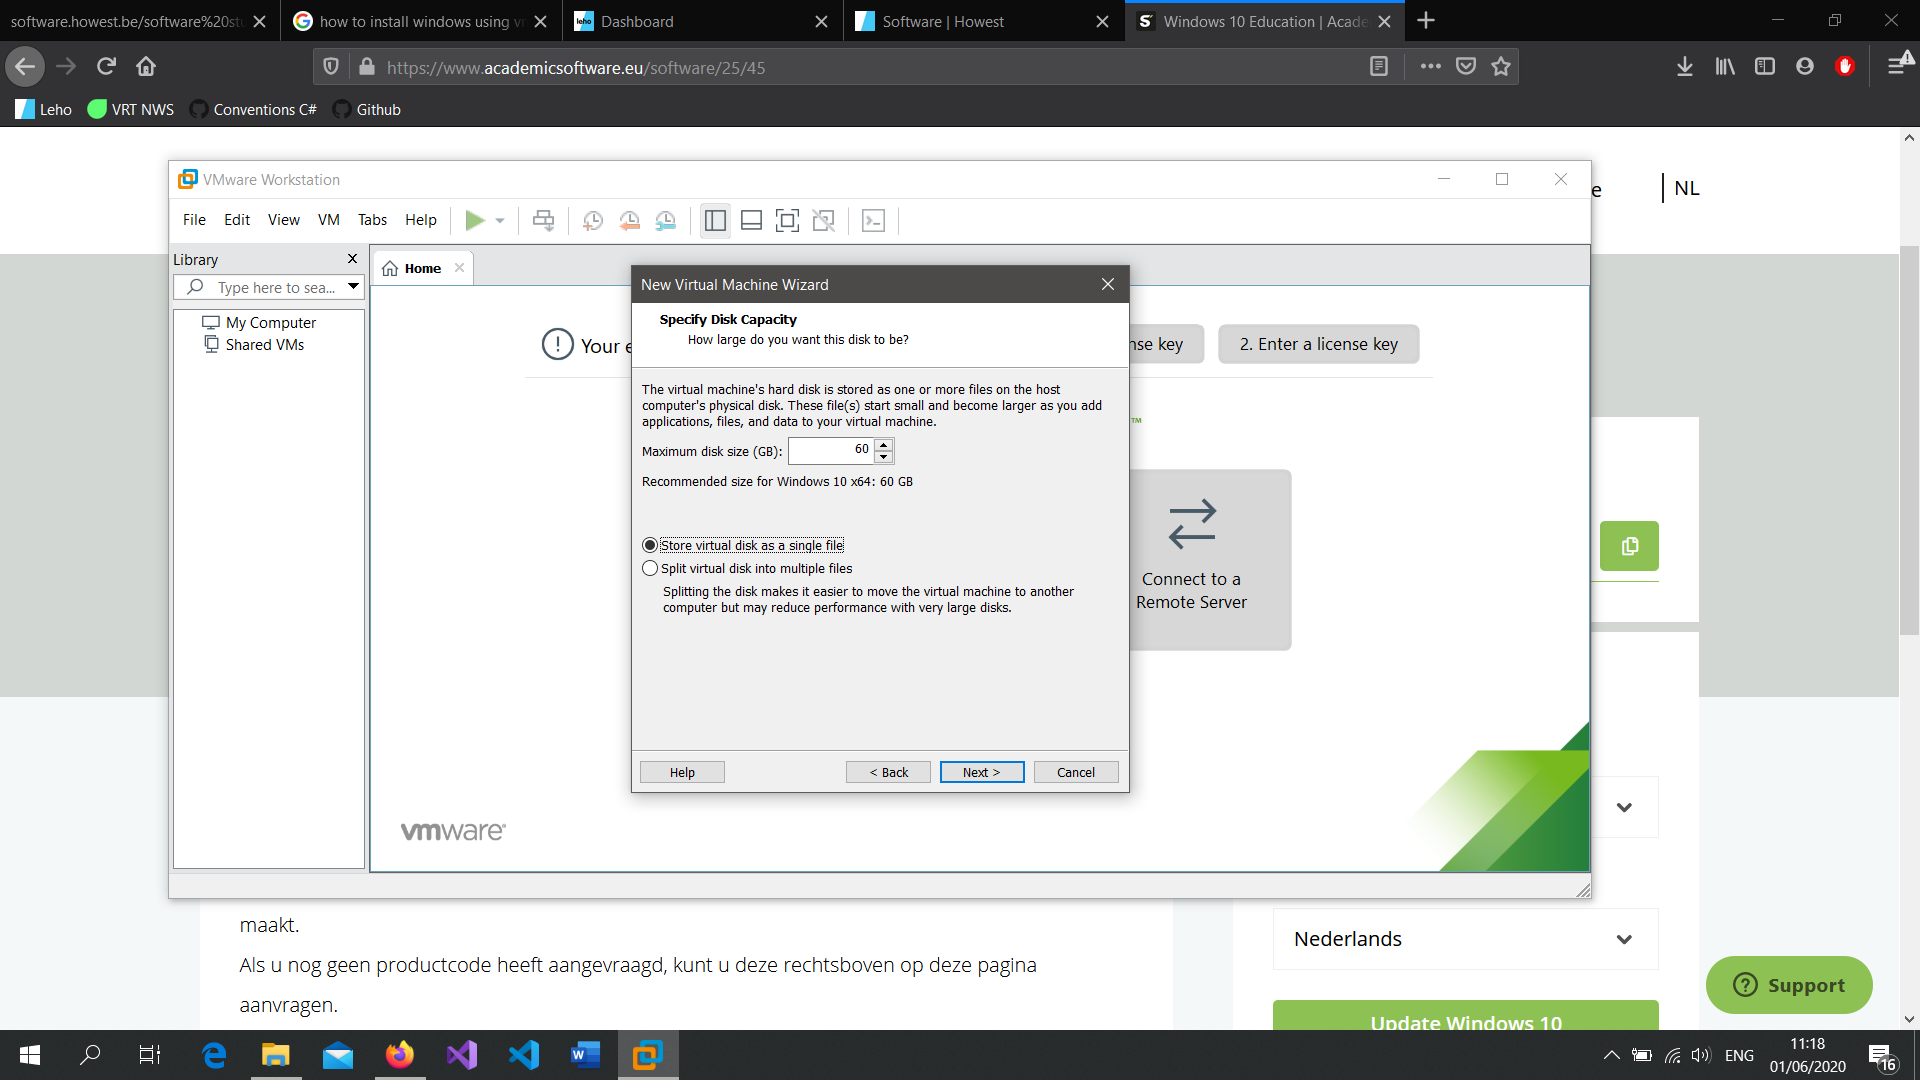 software.howest.be/software%20stu
how to install windows using vm
Dashboard
Software | Howest
Windows 10 Education | Acade
https://www.academicsoftware.eu/software/25/45
Leho
VRT NWS
Conventions C#
Github
NL
VMware Workstation
File Edit View VM Tabs Help
Library
Type here to sea...
My Computer
Shared VMs
Home
Your e
nse key
2. Enter a license key
New Virtual Machine Wizard
Specify Disk Capacity
How large do you want this disk to be?
The virtual machine's hard disk is stored as one or more files on the host
computer's physical disk. These file(s) start small and become larger as you add
applications, files, and data to your virtual machine.
Maximum disk size (GB): 60
Recommended size for Windows 10 x64: 60 GB
Store virtual disk as a single file
Split virtual disk into multiple files
Splitting the disk makes it easier to move the virtual machine to another
computer but may reduce performance with very large disks.
Help
< Back
Next >
Cancel
™
Connect to a
Remote Server
vmware®
maakt.
Als u nog geen productcode heeft aangevraagd, kunt u deze rechtsboven op deze pagina
aanvragen.
Nederlands
Update Windows 10
Support
ENG
11:18
01/06/2020
16